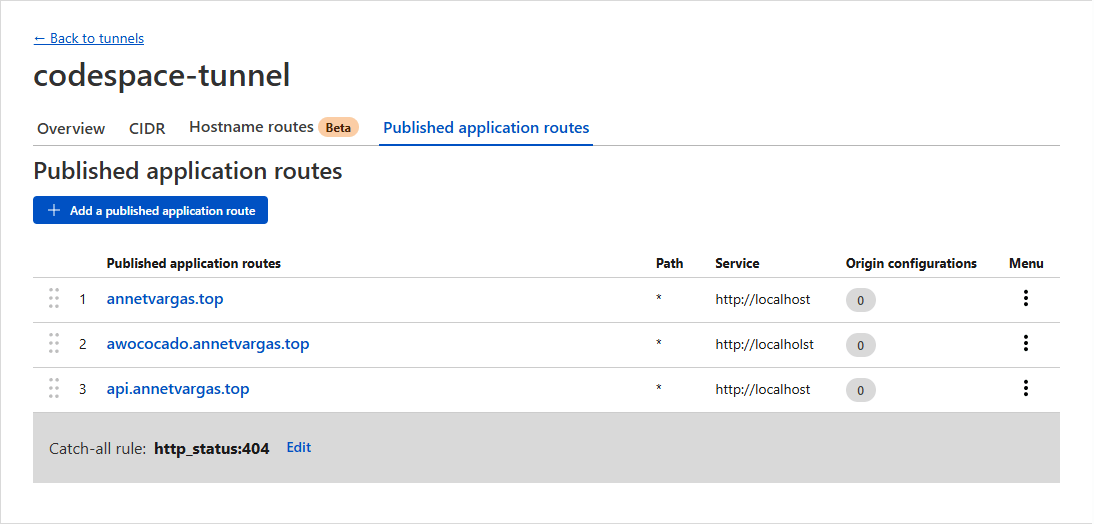 ← Back to tunnels
codespace-tunnel
Overview CIDR Hostname routes Beta Published application routes
Published application routes
+ Add a published application route
Published application routes Path Service Origin configurations Menu
1 annetvargas.top * http://localhost 0
2 awococado.annetvargas.top * http://localholst 0
3 api.annetvargas.top * http://localhost 0
Catch-all rule: http_status:404 Edit